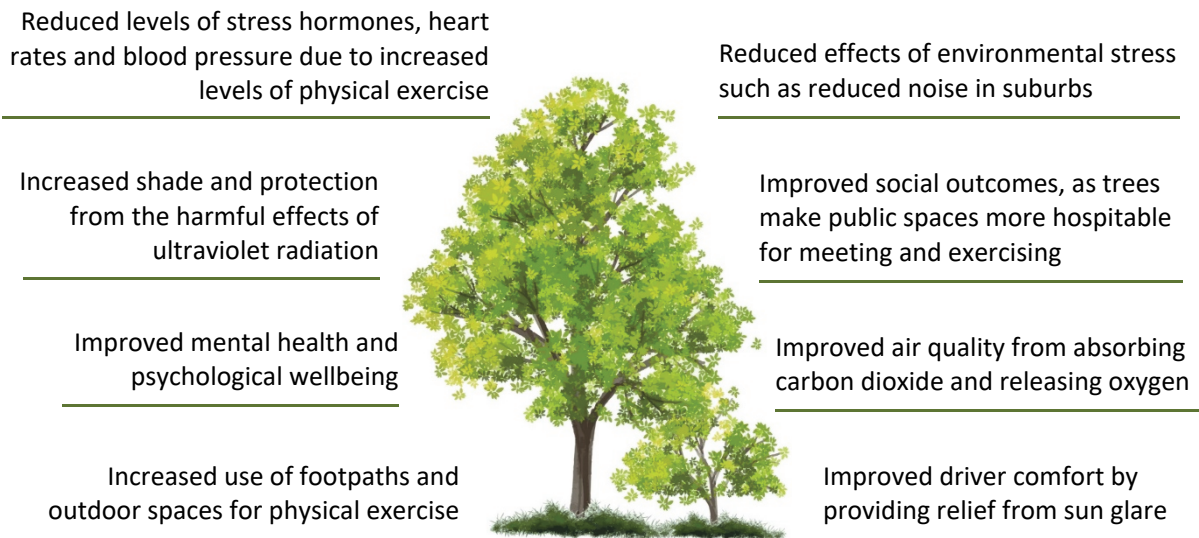 Reduced levels of stress hormones, heart
rates and blood pressure due to increased
levels of physical exercise
Increased shade and protection
from the harmful effects of
ultraviolet radiation
Improved mental health and
psychological wellbeing
Increased use of footpaths and
outdoor spaces for physical exercise
Reduced effects of environmental stress
such as reduced noise in suburbs
Improved social outcomes, as trees
make public spaces more hospitable
for meeting and exercising
Improved air quality from absorbing
carbon dioxide and releasing oxygen
Improved driver comfort by
providing relief from sun glare